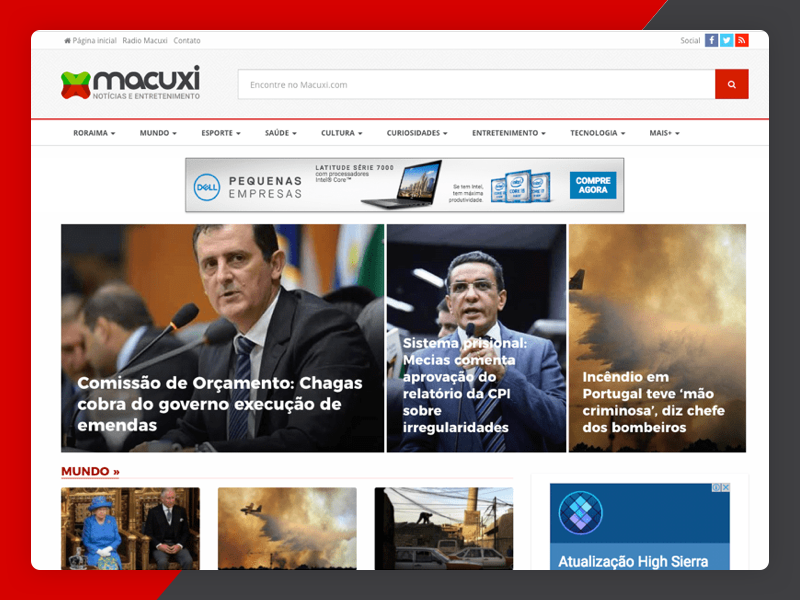 Página inicial Radio Macuxi Contato
Social
macuxi
NOTÍCIAS E ENTRETENIMENTO
Encontre no Macuxi.com
RORAIMA MUNDO ESPORTE SAÚDE CULTURA CURIOSIDADES ENTRETENIMENTO TECNOLOGIA MAIS+
DELL
PEQUENAS
EMPRESAS
LATITUDE SÉRIE 7000
com processadores
Intel® Core™
Se tem Intel,
tem máxima
produtividade.
COMPRE
AGORA
Comissão de Orçamento: Chagas
cobra do governo execução de
emendas
Sistema prisional:
Mecias comenta
aprovação do
relatório da CPI
sobre
irregularidades
Incêndio em
Portugal teve ‘mão
criminosa’, diz chefe
dos bombeiros
MUNDO »
Atualização High Sierra